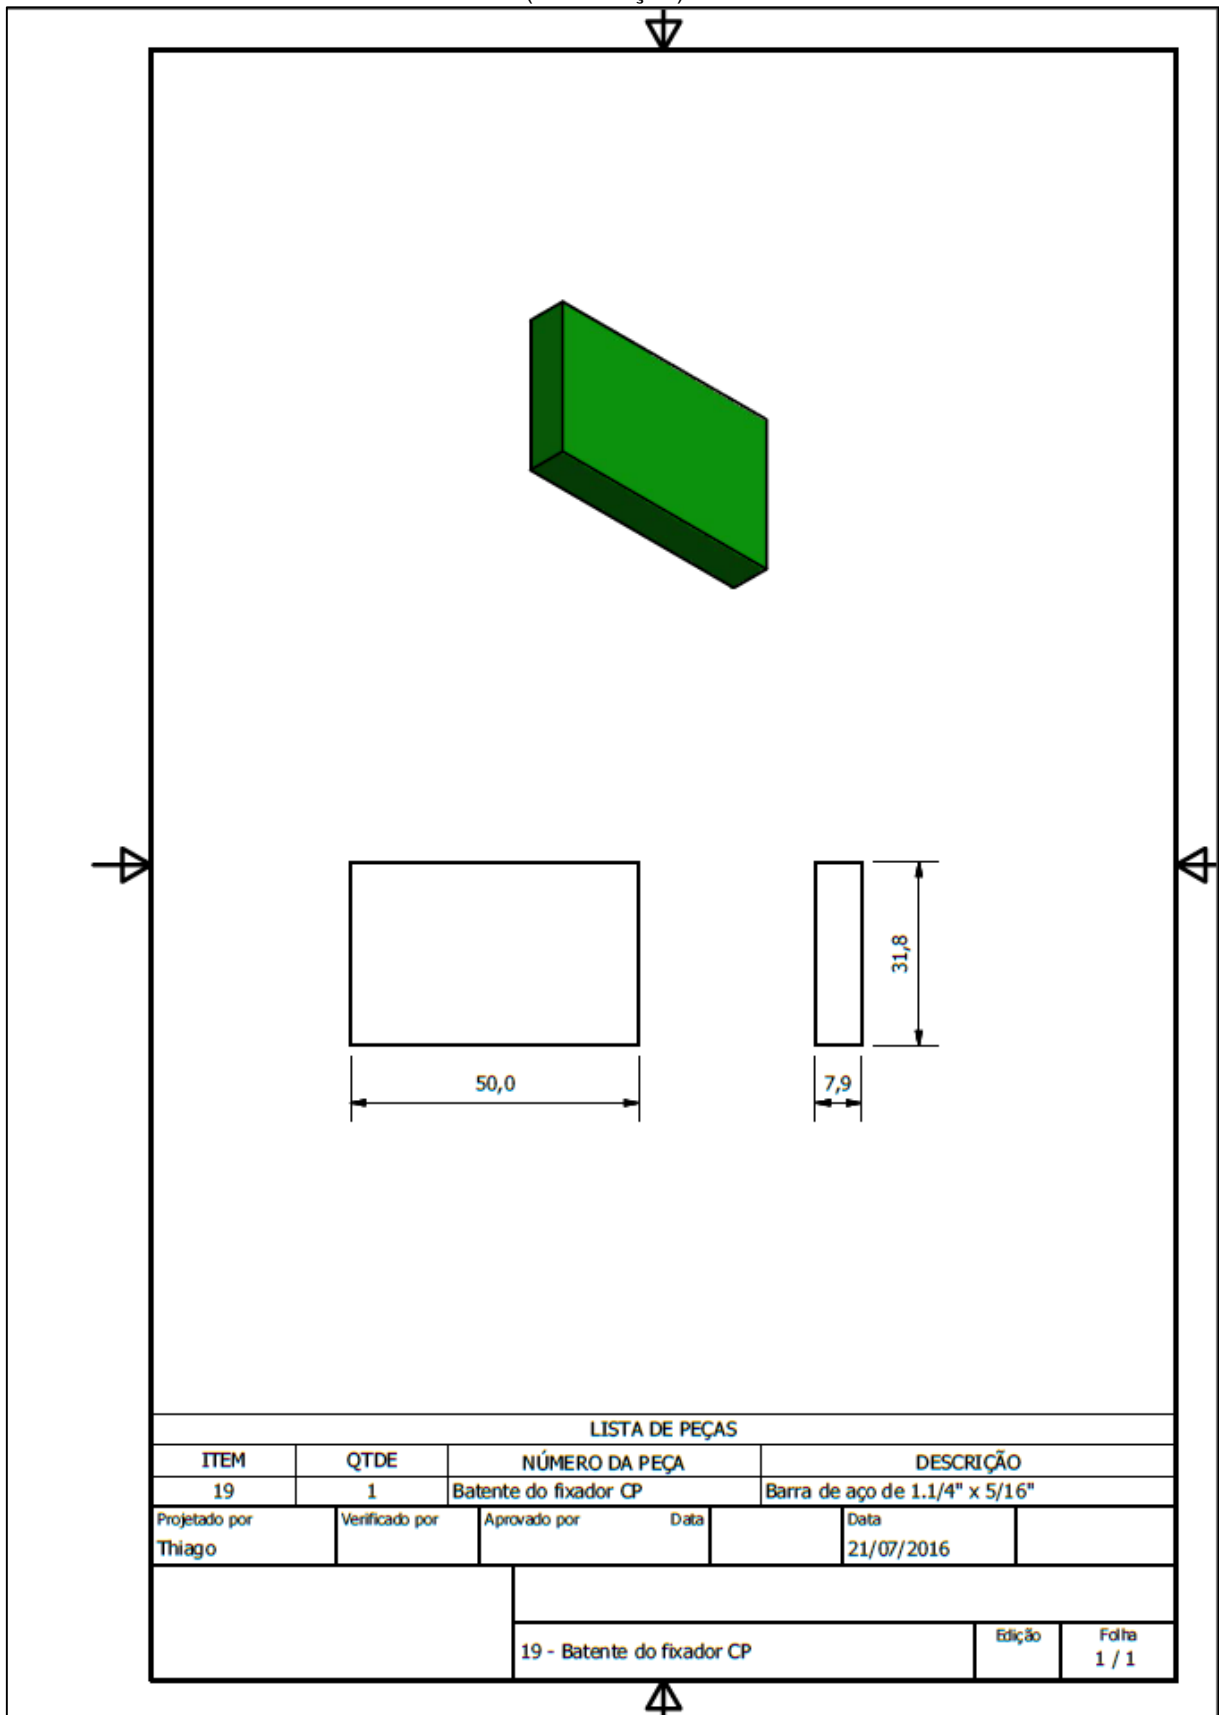 31,8
50,0
7,9
LISTA DE PEÇAS
ITEM QTDE NÚMERO DA PEÇA DESCRIÇÃO
19 1 Batente do fixador CP Barra de aço de 1.1/4" x 5/16"
Projetado por Verificado por Aprovado por Data Data
Thiago 21/07/2016
Edição Folha
19 - Batente do fixador CP 1 / 1